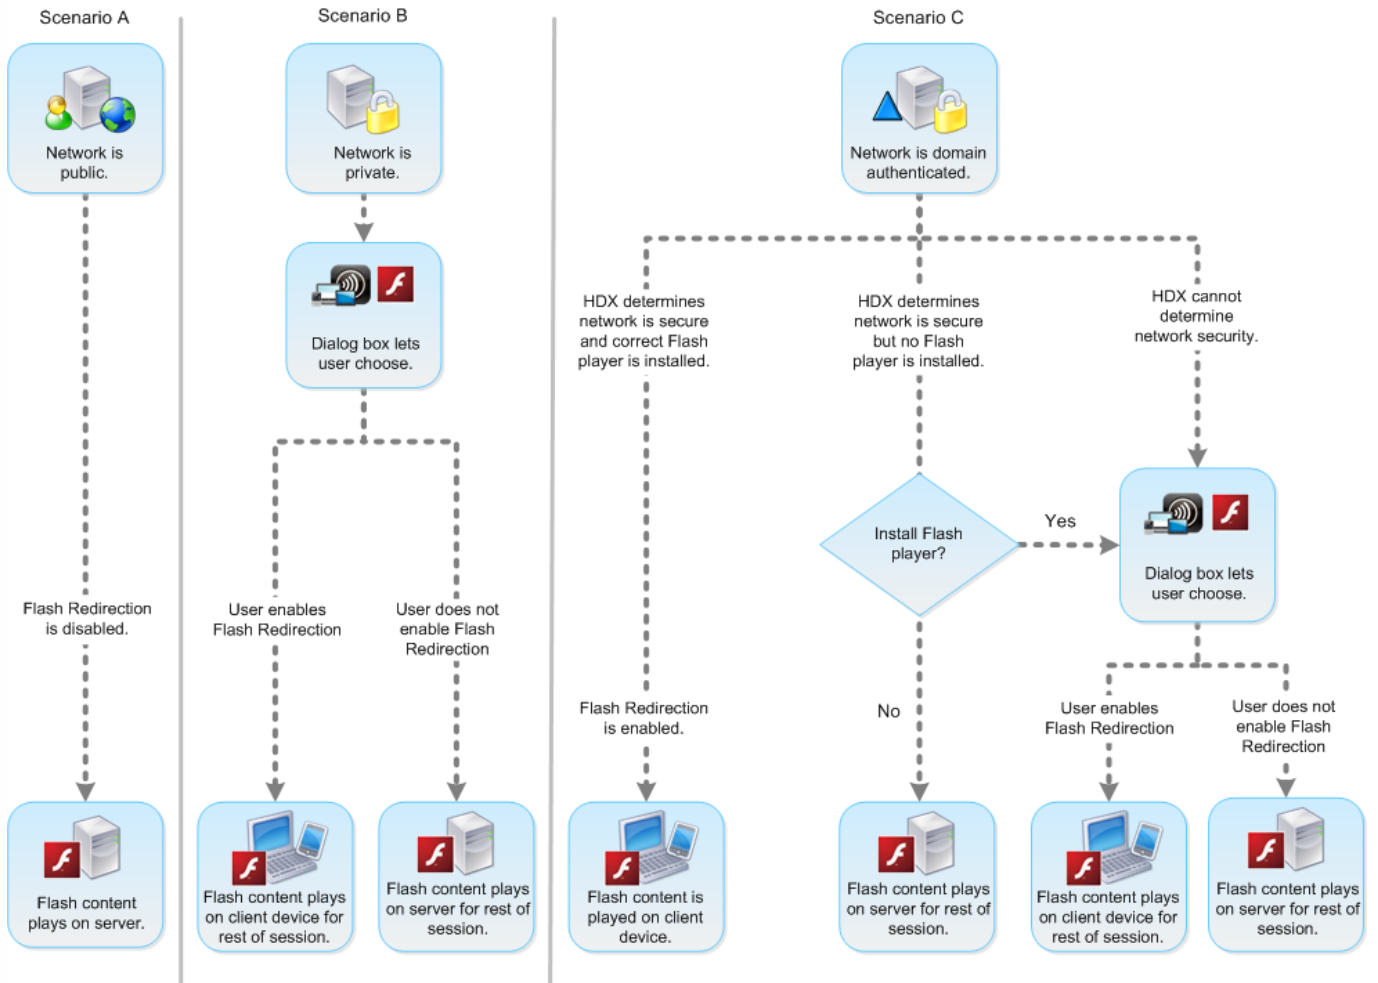 Scenario A
Scenario B
Scenario C
Network is
public.
Flash Redirection
is disabled.
Flash content
plays on server.
Network is
private.
Dialog box lets
user choose.
User enables
Flash Redirection
User does not
enable Flash
Redirection
Flash content plays
on client device for
rest of session.
Flash content plays
on server for rest of
session.
Network is domain
authenticated.
HDX determines
network is secure
and correct Flash
player is installed.
HDX determines
network is secure
but no Flash
player is installed.
HDX cannot
determine
network security.
Install Flash
player?
Yes
Dialog box lets
user choose.
Flash Redirection
is enabled.
No
User enables
Flash Redirection
User does not
enable Flash
Redirection
Flash content is
played on client
device.
Flash content plays
on server for rest of
session.
Flash content plays
on client device for
rest of session.
Flash content plays
on server for rest of
session.